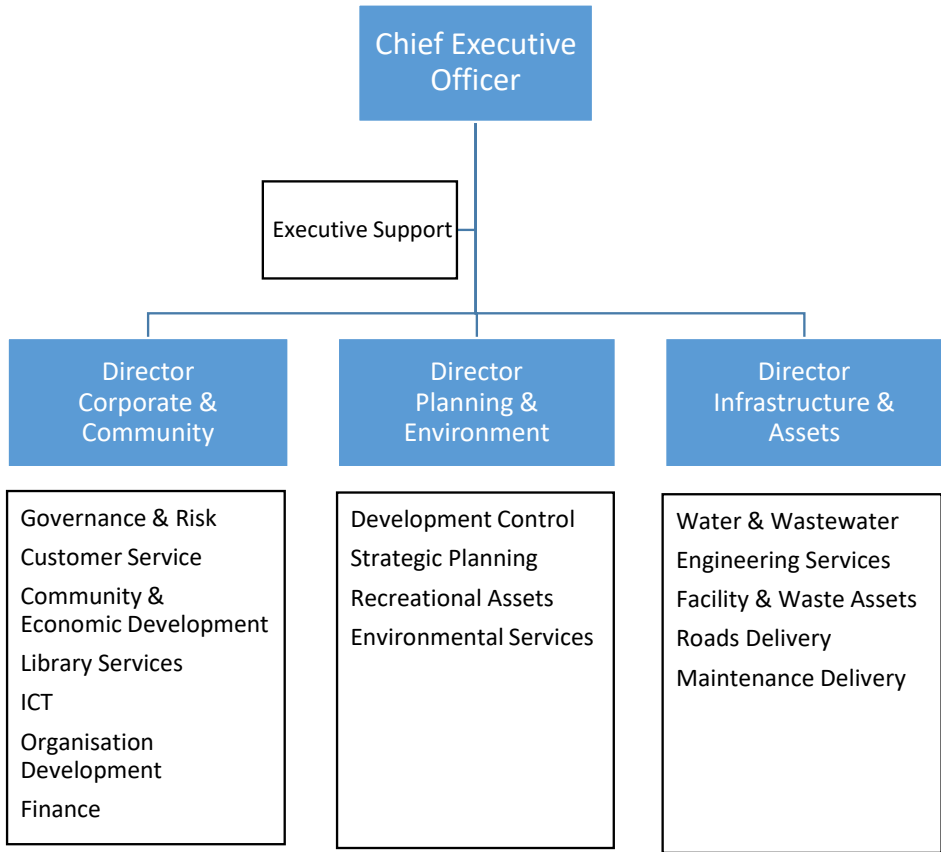 Chief Executive
Officer
Executive Support
Director
Corporate &
Community
Director
Planning &
Environment
Director
Infrastructure &
Assets
Governance & Risk
Customer Service
Community &
Economic Development
Library Services
ICT
Organisation
Development
Finance
Development Control
Strategic Planning
Recreational Assets
Environmental Services
Water & Wastewater
Engineering Services
Facility & Waste Assets
Roads Delivery
Maintenance Delivery